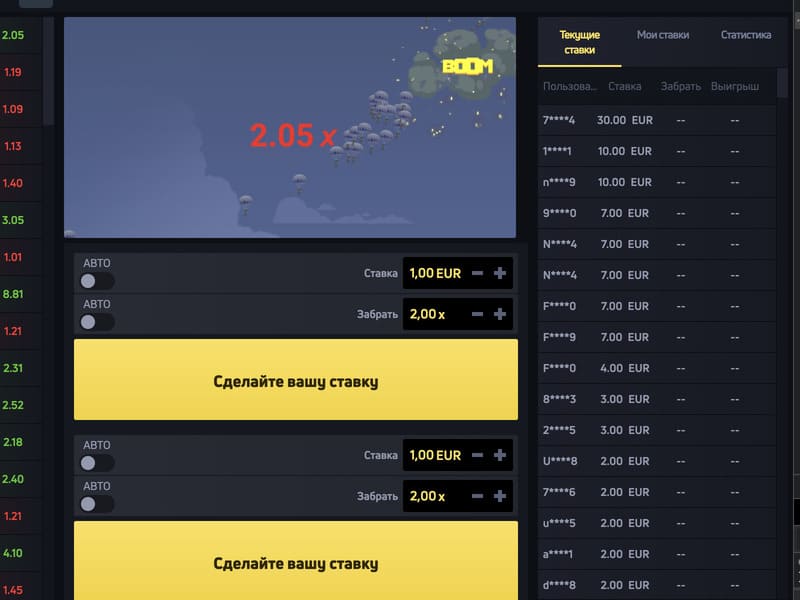 2.05
1.19
1.09
1.13
1.40
3.05
1.01
8.81
1.21
2.31
2.52
2.18
2.40
1.21
4.10
1.45
BOOM
2.05 x
АВТО
Ставка 1,00 EUR − +
АВТО
Забрать 2,00 x − +
Сделайте вашу ставку
АВТО
Ставка 1,00 EUR − +
АВТО
Забрать 2,00 x − +
Сделайте вашу ставку
Текущие ставки Мои ставки Статистика
Пользова... Ставка Забрать Выигрыш
7****4 30.00 EUR -- --
1****1 10.00 EUR -- --
n****9 10.00 EUR -- --
9****0 7.00 EUR -- --
N****4 7.00 EUR -- --
N****4 7.00 EUR -- --
F****0 7.00 EUR -- --
F****9 7.00 EUR -- --
F****0 4.00 EUR -- --
8****3 3.00 EUR -- --
2****5 3.00 EUR -- --
U****8 2.00 EUR -- --
7****6 2.00 EUR -- --
u****5 2.00 EUR -- --
a****1 2.00 EUR -- --
d****8 2.00 EUR -- --